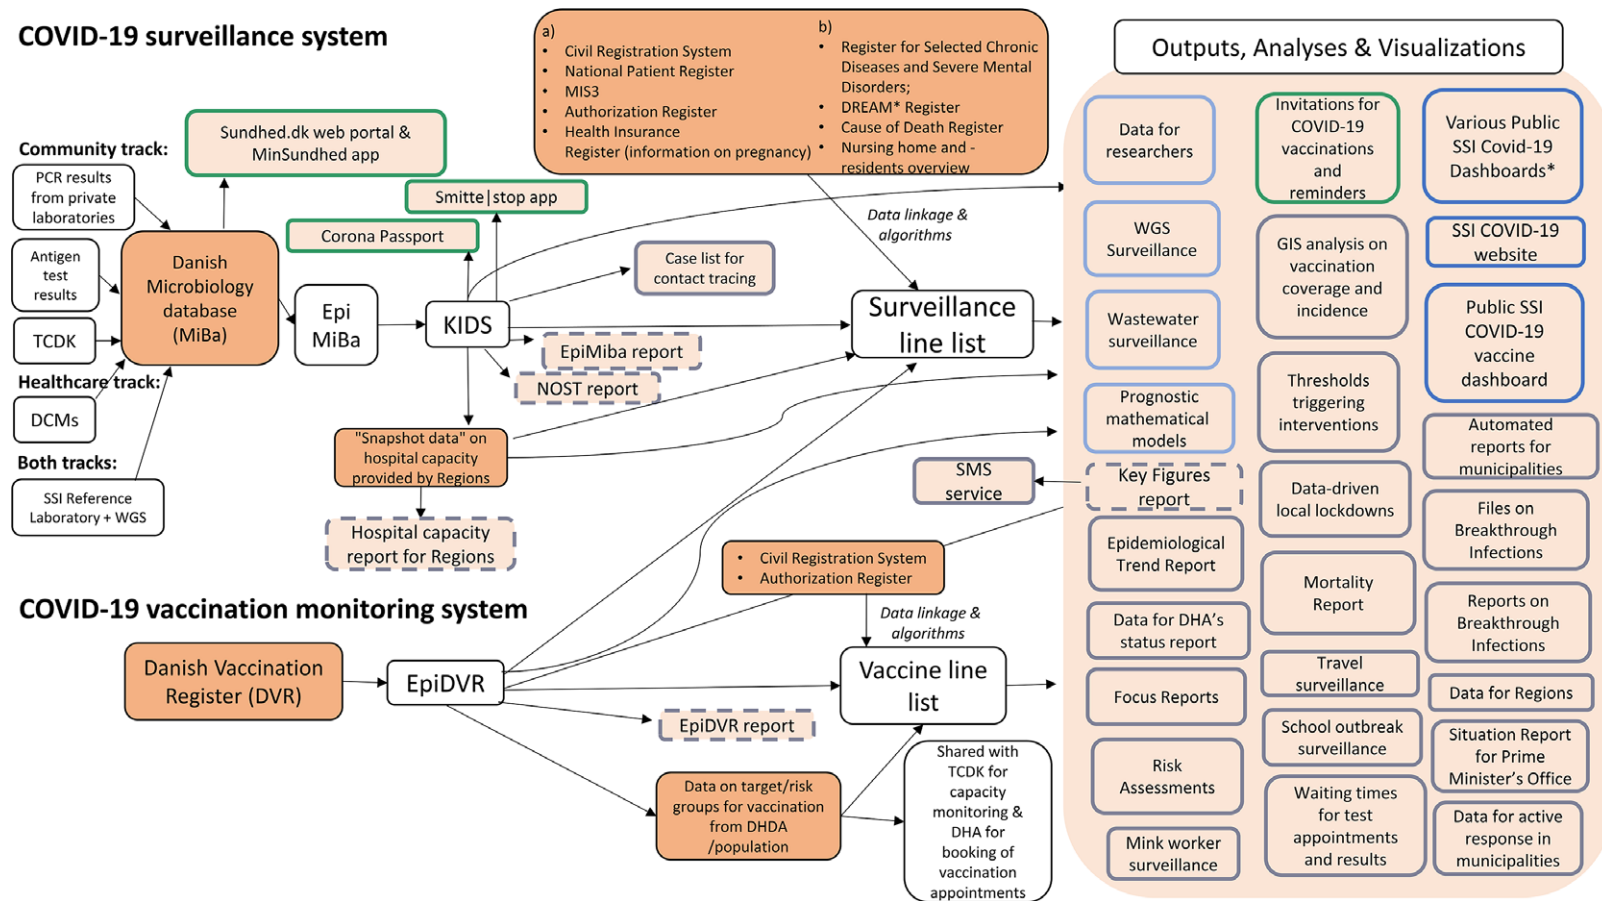 COVID-19 surveillance system
Community track:
PCR results
from private
laboratories
Antigen
test
results
TCDK
Healthcare track:
DCMs
Both tracks:
SSI Reference
Laboratory + WGS
Sundhed.dk web portal &
MinSundhed app
Danish
Microbiology
database
(MiBa)
Epi
MiBa
Smitte|stop app
Corona Passport
KIDS
Case list for
contact tracing
EpiMiba report
NOST report
"Snapshot data" on
hospital capacity
provided by Regions
Hospital capacity
report for Regions
a)
• Civil Registration System
• National Patient Register
• MIS3
• Authorization Register
• Health Insurance
Register (information on pregnancy)
b)
• Register for Selected Chronic
Diseases and Severe Mental
Disorders;
• DREAM* Register
• Cause of Death Register
• Nursing home and -
residents overview
Data linkage &
algorithms
Surveillance
line list
SMS
service
COVID-19 vaccination monitoring system
Danish Vaccination
Register (DVR)
EpiDVR
EpiDVR report
• Civil Registration System
• Authorization Register
Data linkage &
algorithms
Vaccine line
list
Data on target/risk
groups for vaccination
from DHDA
/population
Shared with
TCDK for
capacity
monitoring &
DHA for
booking of
vaccination
appointments
Outputs, Analyses & Visualizations
Data for
researchers
WGS
Surveillance
Wastewater
surveillance
Prognostic
mathematical
models
Key Figures
report
Epidemiological
Trend Report
Data for DHA's
status report
Focus Reports
Risk
Assessments
Mink worker
surveillance
Invitations for
COVID-19
vaccinations
and
reminders
GIS analysis on
vaccination
coverage and
incidence
Thresholds
triggering
interventions
Data-driven
local lockdowns
Mortality
Report
Travel
surveillance
School outbreak
surveillance
Waiting times
for test
appointments
and results
Various Public
SSI Covid-19
Dashboards*
SSI COVID-19
website
Public SSI
COVID-19
vaccine
dashboard
Automated
reports for
municipalities
Files on
Breakthrough
Infections
Reports on
Breakthrough
Infections
Data for Regions
Situation Report
for Prime
Minister's Office
Data for active
response in
municipalities